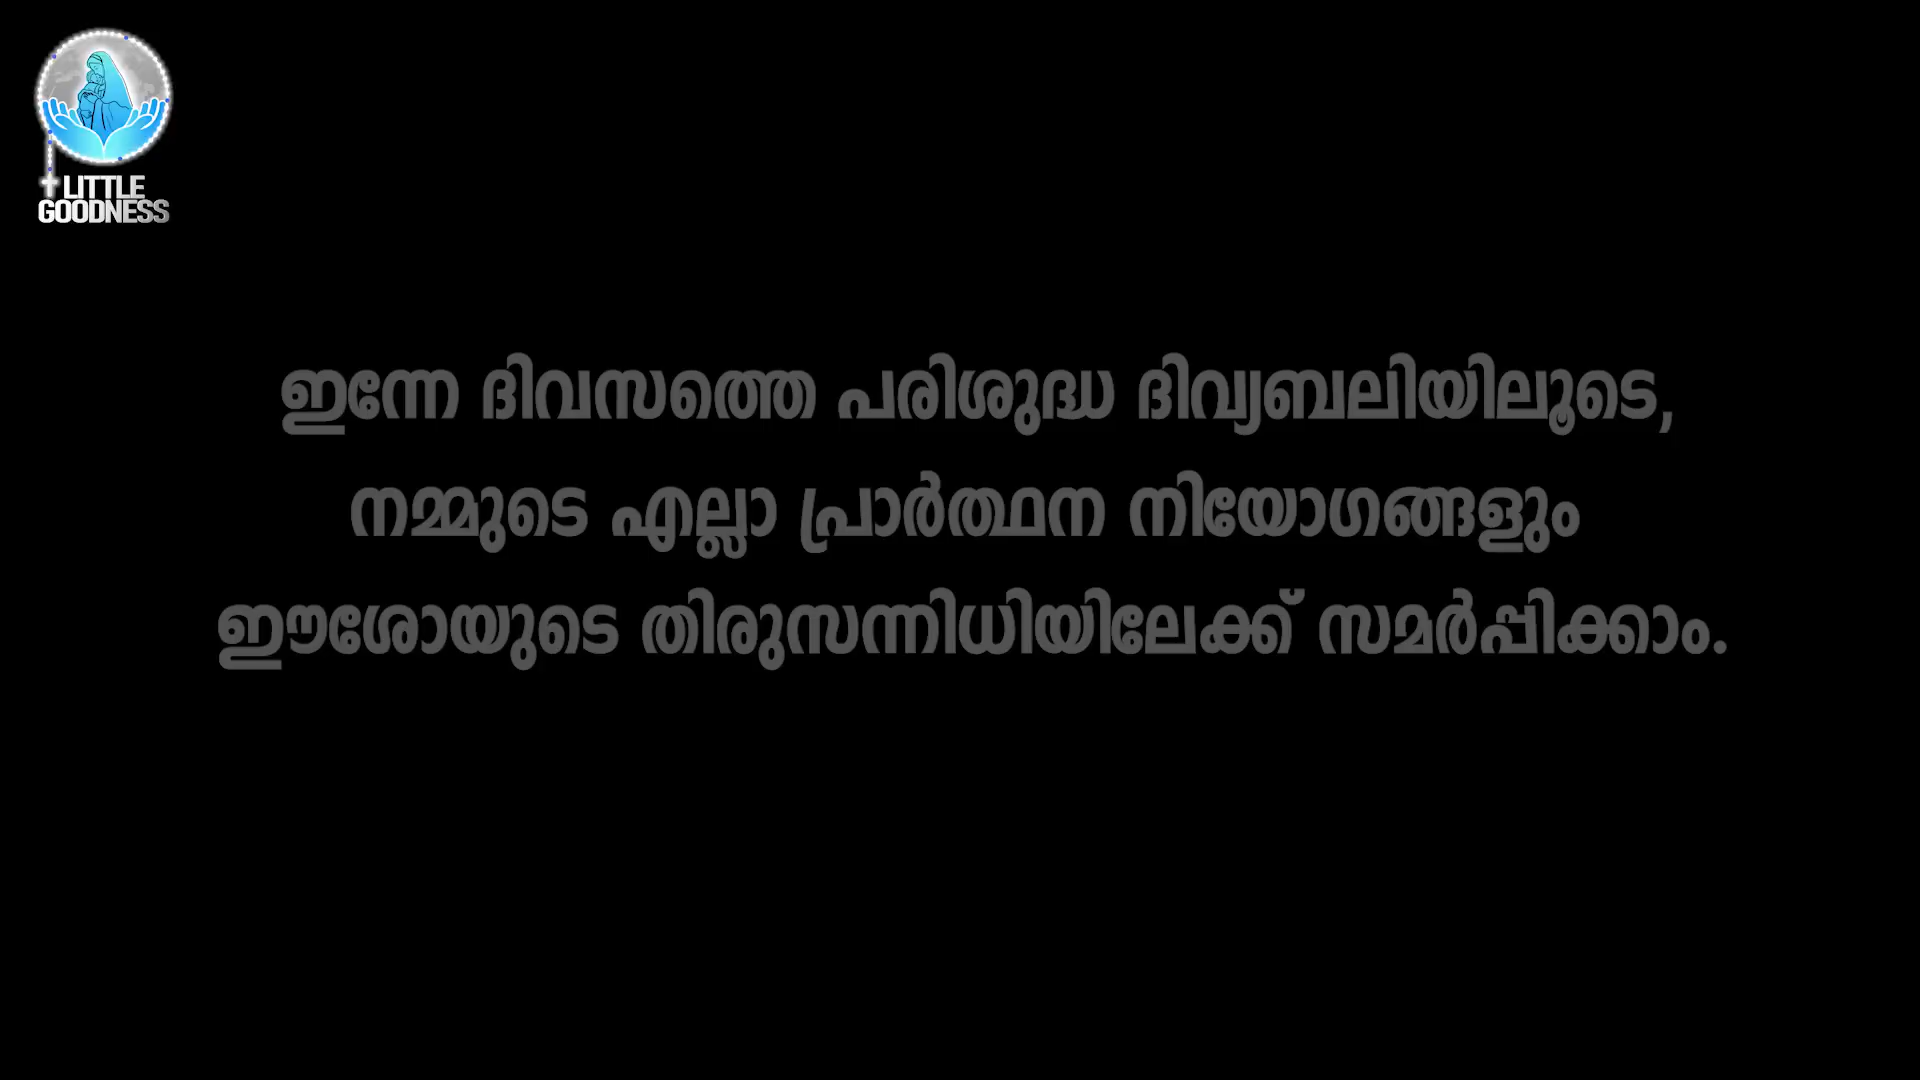 LITTLE
GOODNESS
ഇന്നേ ദിവസത്തെ പരിശുദ്ധ ദിവ്യബലിയിലൂടെ,
നമ്മുടെ എല്ലാ പ്രാർത്ഥന നിയോഗങ്ങളും
ഈശോയുടെ തിരുസന്നിധിയിലേക്ക് സമർപ്പിക്കാം.